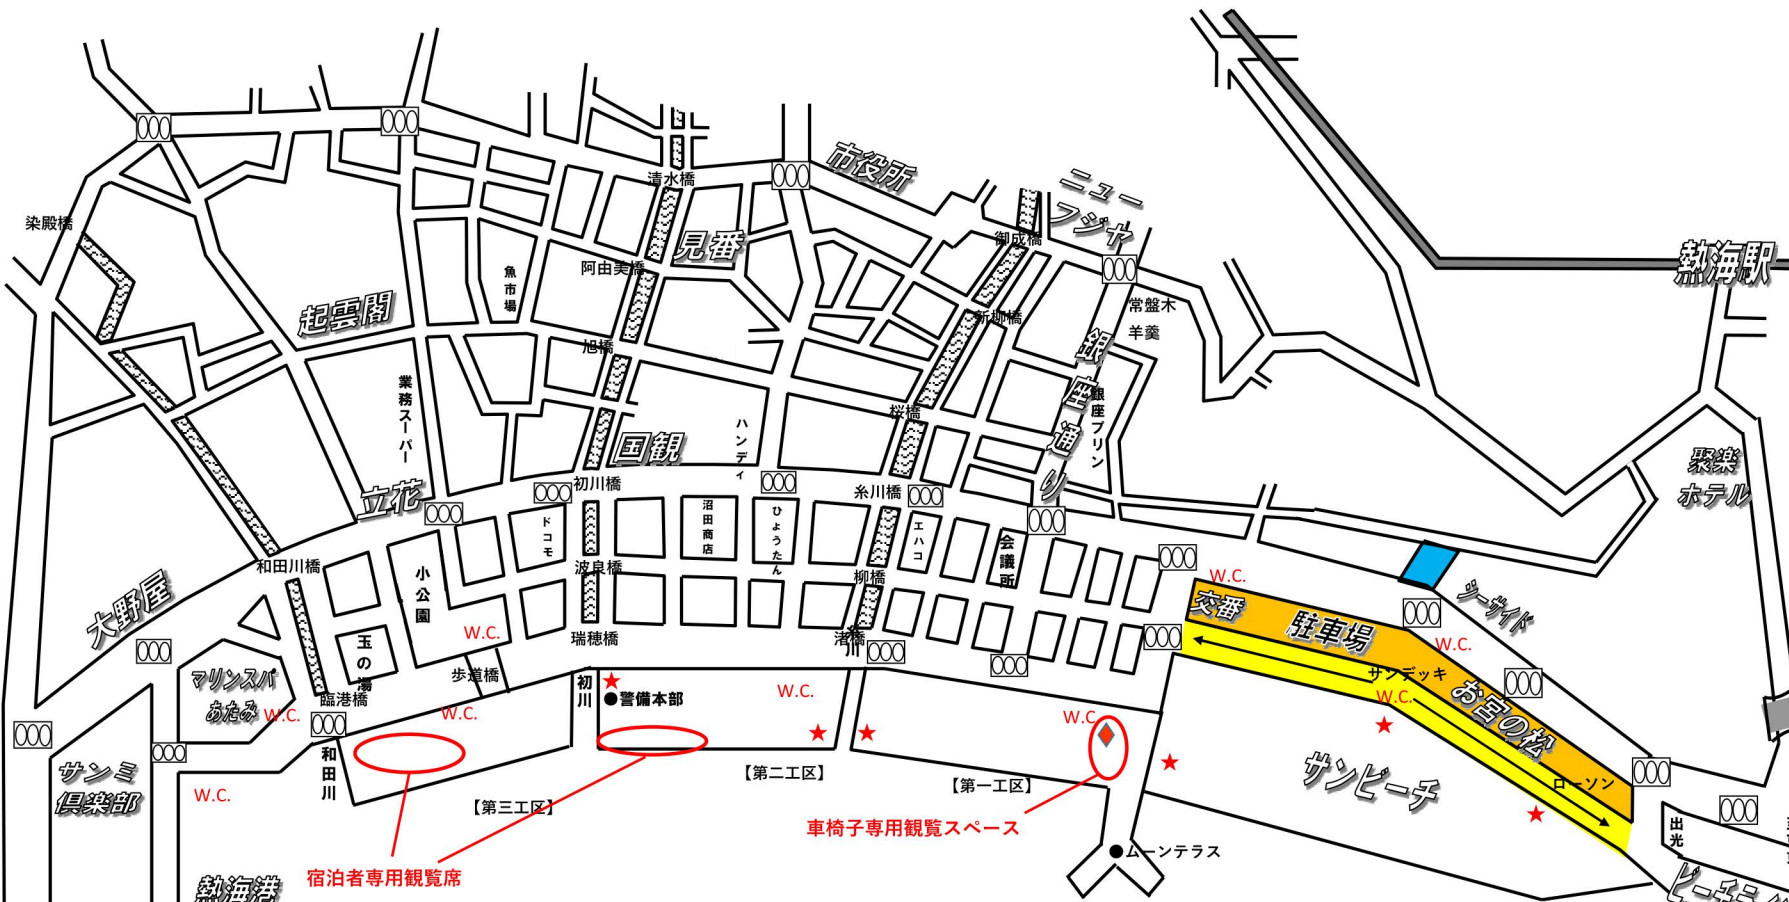 市役所
ニュー
フジヤ
清水橋
染殿橋
御成橋
見番
熱海駅
阿由美橋
魚市場
起雲閣
常盤木
羊羹
新柳橋
旭橋
銀座通り
業務スーパー
銀座プリン
桜橋
ハンディ
国観
聚楽
ホテル
立花
初川橋
糸川橋
沼田商店
ひょうたん
ドコモ
エハコ
会議所
和田川橋
波良橋
柳橋
小公園
W.C.
交番
シーサイド
大野屋
駐車場
W.C.
玉の湯
W.C.
瑞穂橋
渚橋
川
サンデッキ
マリンスパ
あたみ
歩道橋
初川
臨港橋
W.C.
W.C.
警備本部
W.C.
W.C.
W.C.
お宮の松
和田川
サンミ
倶楽部
W.C.
【第三工区】
【第二工区】
【第一工区】
サンビーチ
ローソン
車椅子専用観覧スペース
出光
ムーンテラス
宿泊者専用観覧席
熱海港